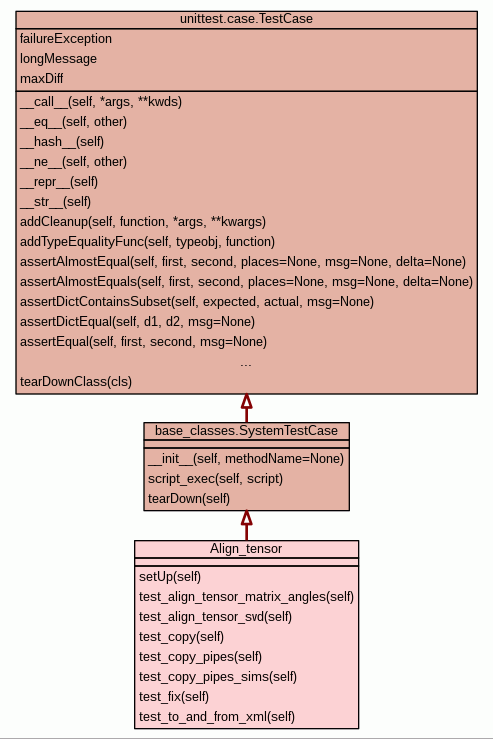 unittest.case.TestCase
failureException
longMessage
maxDiff
__call__(self, *args, **kwds)
__eq__(self, other)
__hash__(self)
__ne__(self, other)
__repr__(self)
__str__(self)
addCleanup(self, function, *args, **kwargs)
addTypeEqualityFunc(self, typeobj, function)
assertAlmostEqual(self, first, second, places=None, msg=None, delta=None)
assertAlmostEquals(self, first, second, places=None, msg=None, delta=None)
assertDictContainsSubset(self, expected, actual, msg=None)
assertDictEqual(self, d1, d2, msg=None)
assertEqual(self, first, second, msg=None)
...
tearDownClass(cls)
base_classes.SystemTestCase
__init__(self, methodName=None)
script_exec(self, script)
tearDown(self)
Align_tensor
setUp(self)
test_align_tensor_matrix_angles(self)
test_align_tensor_svd(self)
test_copy(self)
test_copy_pipes(self)
test_copy_pipes_sims(self)
test_fix(self)
test_to_and_from_xml(self)